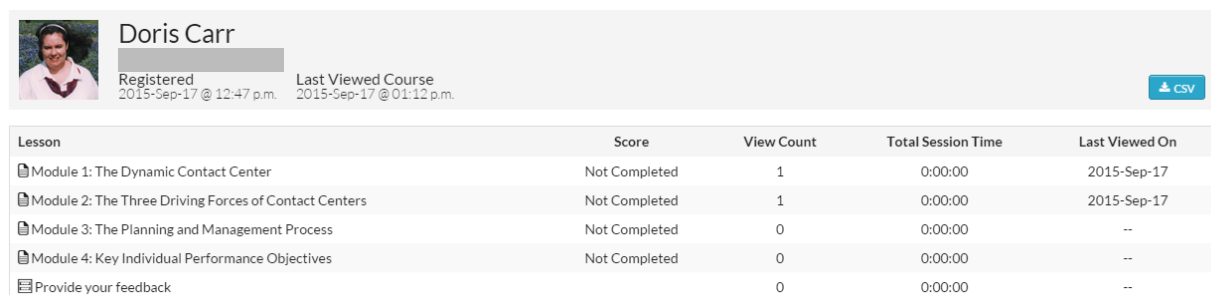 Doris Carr
Registered Last Viewed Course
2015-Sep-17 @ 12:47 p.m. 2015-Sep-17 @ 01:12 p.m.
CSV
Lesson Score View Count Total Session Time Last Viewed On
Module 1: The Dynamic Contact Center Not Completed 1 0:00:00 2015-Sep-17
Module 2: The Three Driving Forces of Contact Centers Not Completed 1 0:00:00 2015-Sep-17
Module 3: The Planning and Management Process Not Completed 0 0:00:00 --
Module 4: Key Individual Performance Objectives Not Completed 0 0:00:00 --
Provide your feedback 0 0:00:00 --